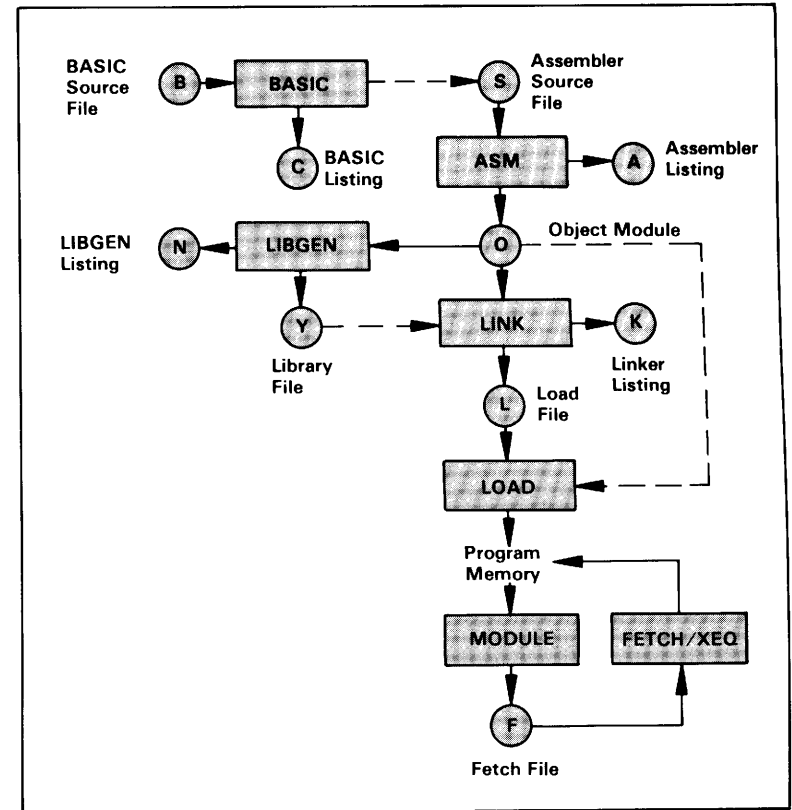 BASIC
Source
File
B
BASIC
S
Assembler
Source
File
C
BASIC
Listing
ASM
A
Assembler
Listing
LIBGEN
Listing
N
LIBGEN
O
Object Module
Y
Library
File
LINK
K
Linker
Listing
L
Load
File
LOAD
Program
Memory
MODULE
FETCH/XEQ
F
Fetch File